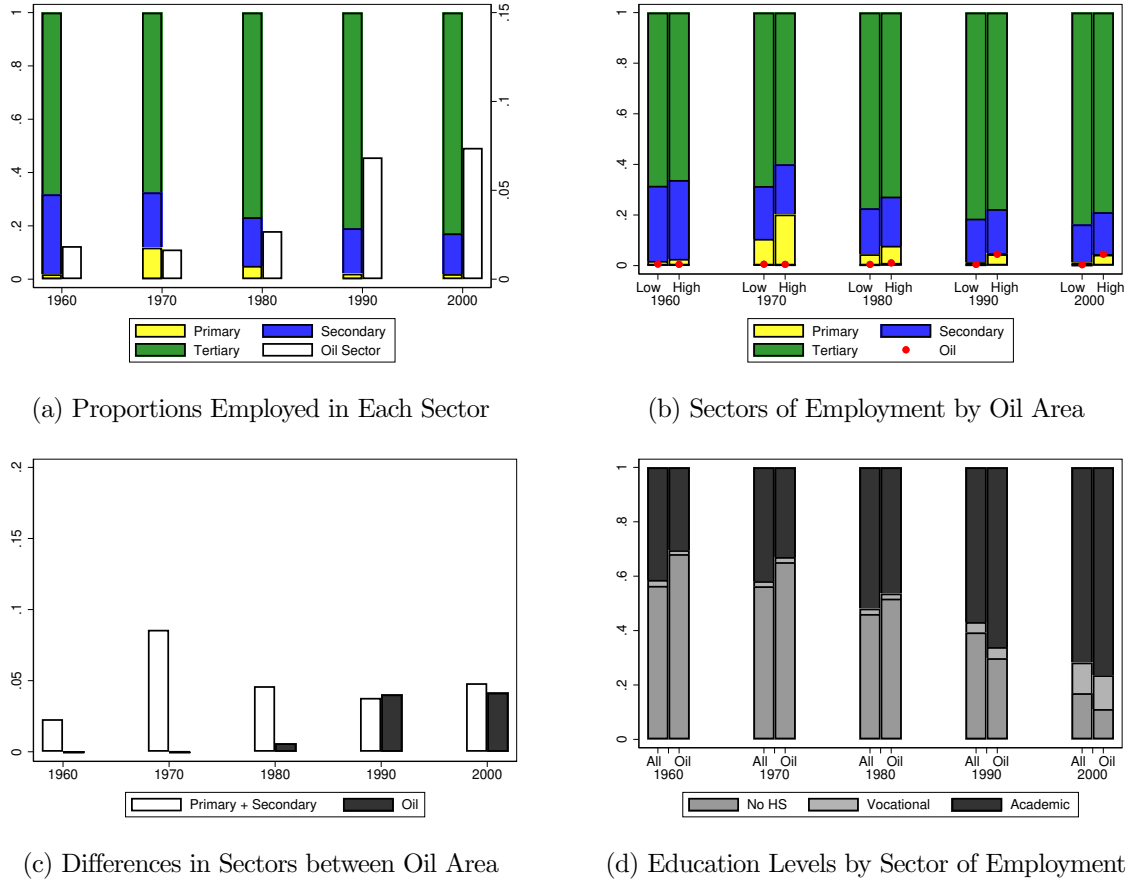 0 .2 .4 .6 .8 1
0 .05 .1 .15
1960 1970 1980 1990 2000
Primary Secondary
Tertiary Oil Sector
(a) Proportions Employed in Each Sector
0 .2 .4 .6 .8 1
Low High Low High Low High Low High Low High
1960 1970 1980 1990 2000
Primary Secondary
Tertiary Oil
(b) Sectors of Employment by Oil Area
0 .05 .1 .15 .2
1960 1970 1980 1990 2000
Primary + Secondary Oil
(c) Differences in Sectors between Oil Area
0 .2 .4 .6 .8 1
All Oil All Oil All Oil All Oil All Oil
1960 1970 1980 1990 2000
No HS Vocational Academic
(d) Education Levels by Sector of Employment